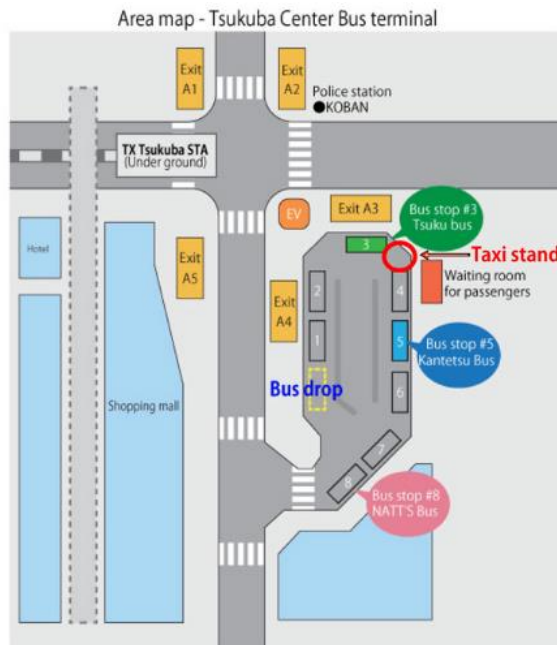 Area map - Tsukuba Center Bus terminal
Exit
A1
Exit
A2
Police station
KOBAN
TX Tsukuba STA
(Under ground)
EV
Exit A3
Bus stop #3
Tsuku bus
Hotel
Exit
A5
3
Taxi stand
Waiting room
for passengers
2
4
Exit
A4
1
5
Bus stop #5
Kantetsu Bus
Bus drop
6
Shopping mall
7
8
Bus stop #8
NATT'S Bus